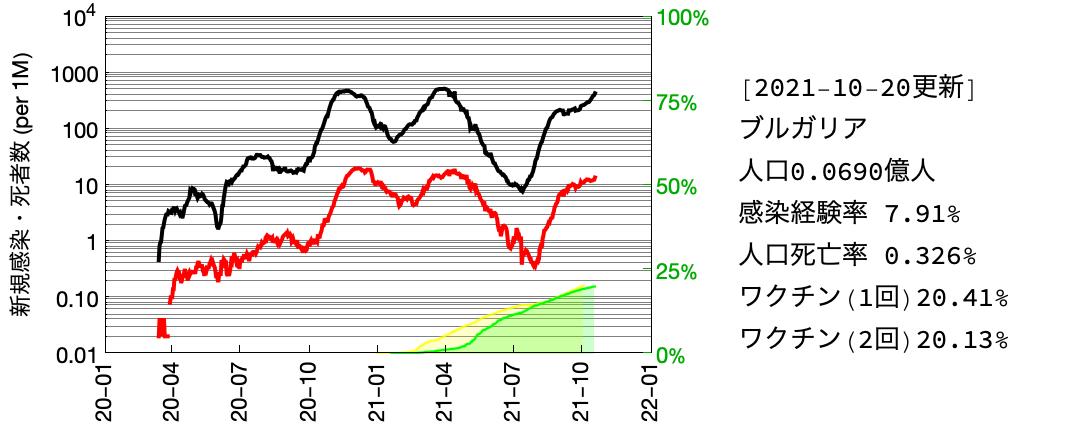 新規感染・死者数 (per 1M)
10^4
1000
100
10
1
0.10
0.01
100%
75%
50%
25%
0%
20-01
20-04
20-07
20-10
21-01
21-04
21-07
21-10
22-01
[2021-10-20更新]
ブルガリア
人口0.0690億人
感染経験率 7.91%
人口死亡率 0.326%
ワクチン(1回)20.41%
ワクチン(2回)20.13%